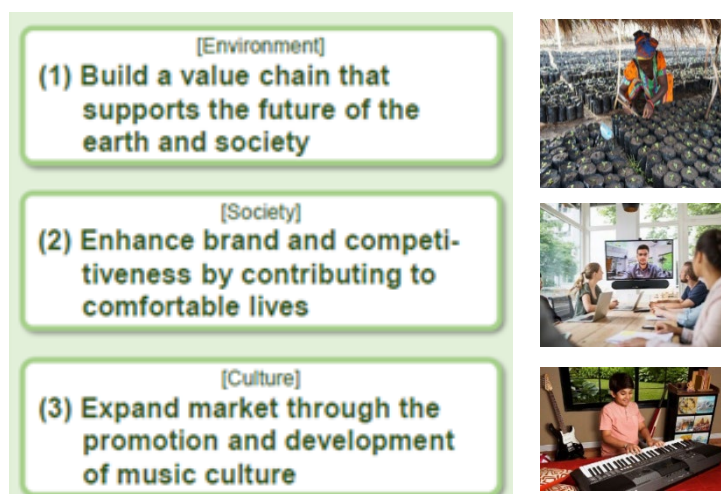 [Environment]
(1) Build a value chain that
supports the future of the
earth and society
[Society]
(2) Enhance brand and competi-
tiveness by contributing to
comfortable lives
[Culture]
(3) Expand market through the
promotion and development
of music culture